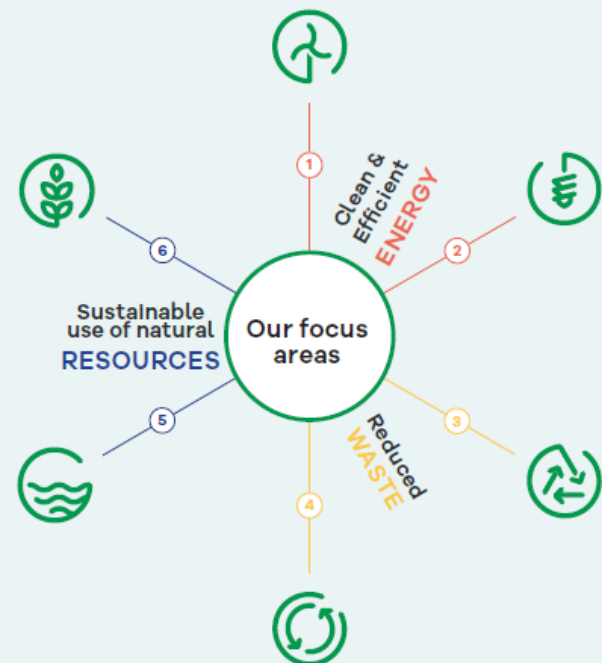 1
Clean &
Efficient
ENERGY
2
6
Sustainable
use of natural
RESOURCES
Our focus
areas
5
3
Reduced
WASTE
4